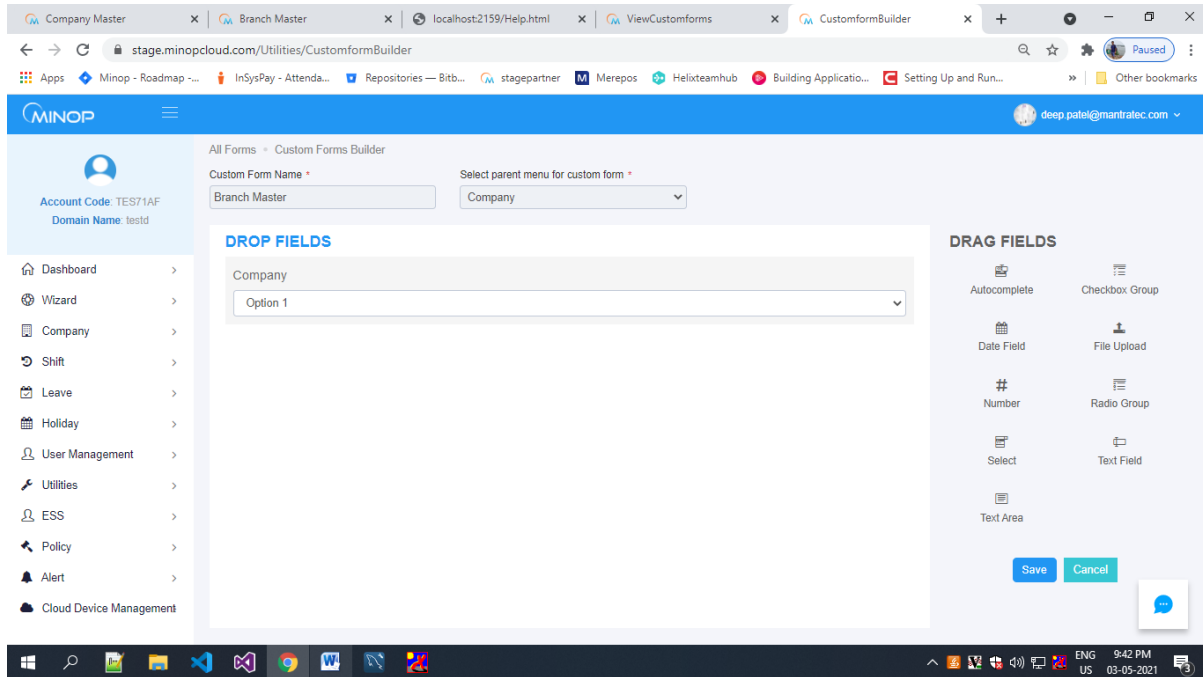 Company Master
Branch Master
localhost:2159/Help.html
ViewCustomforms
CustomformBuilder
stage.minopcloud.com/Utilities/CustomformBuilder
Paused
Apps
Minop - Roadmap -...
InSysPay - Attenda...
Repositories — Bitb...
stagepartner
Merepos
Helixteamhub
Building Applicatio...
Setting Up and Run...
»
Other bookmarks
MINOP
deep.patel@mantratec.com
Account Code: TES71AF
Domain Name: testd
Dashboard
Wizard
Company
Shift
Leave
Holiday
User Management
Utilities
ESS
Policy
Alert
Cloud Device Management
All Forms
Custom Forms Builder
Custom Form Name *
Select parent menu for custom form *
Branch Master
Company
DROP FIELDS
Company
Option 1
DRAG FIELDS
Autocomplete
Checkbox Group
Date Field
File Upload
Number
Radio Group
Select
Text Field
Text Area
Save
Cancel
ENG
US
9:42 PM
03-05-2021